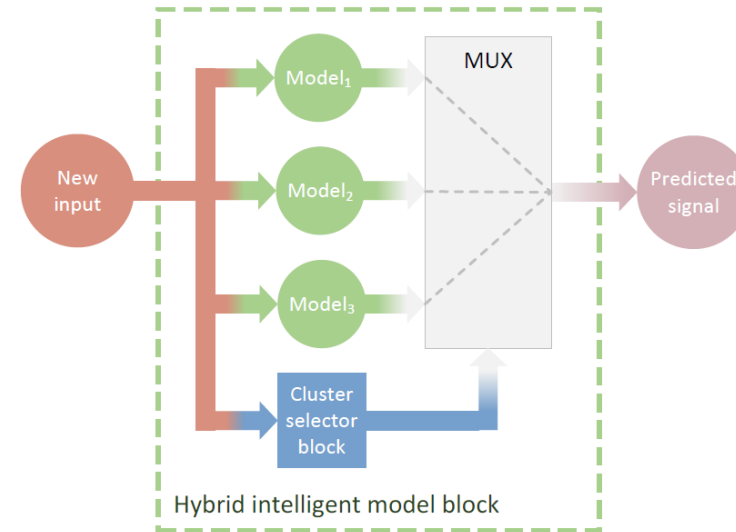 MUX
Model₁
New
input
Model₂
Predicted
signal
Model₃
Cluster
selector
block
Hybrid intelligent model block